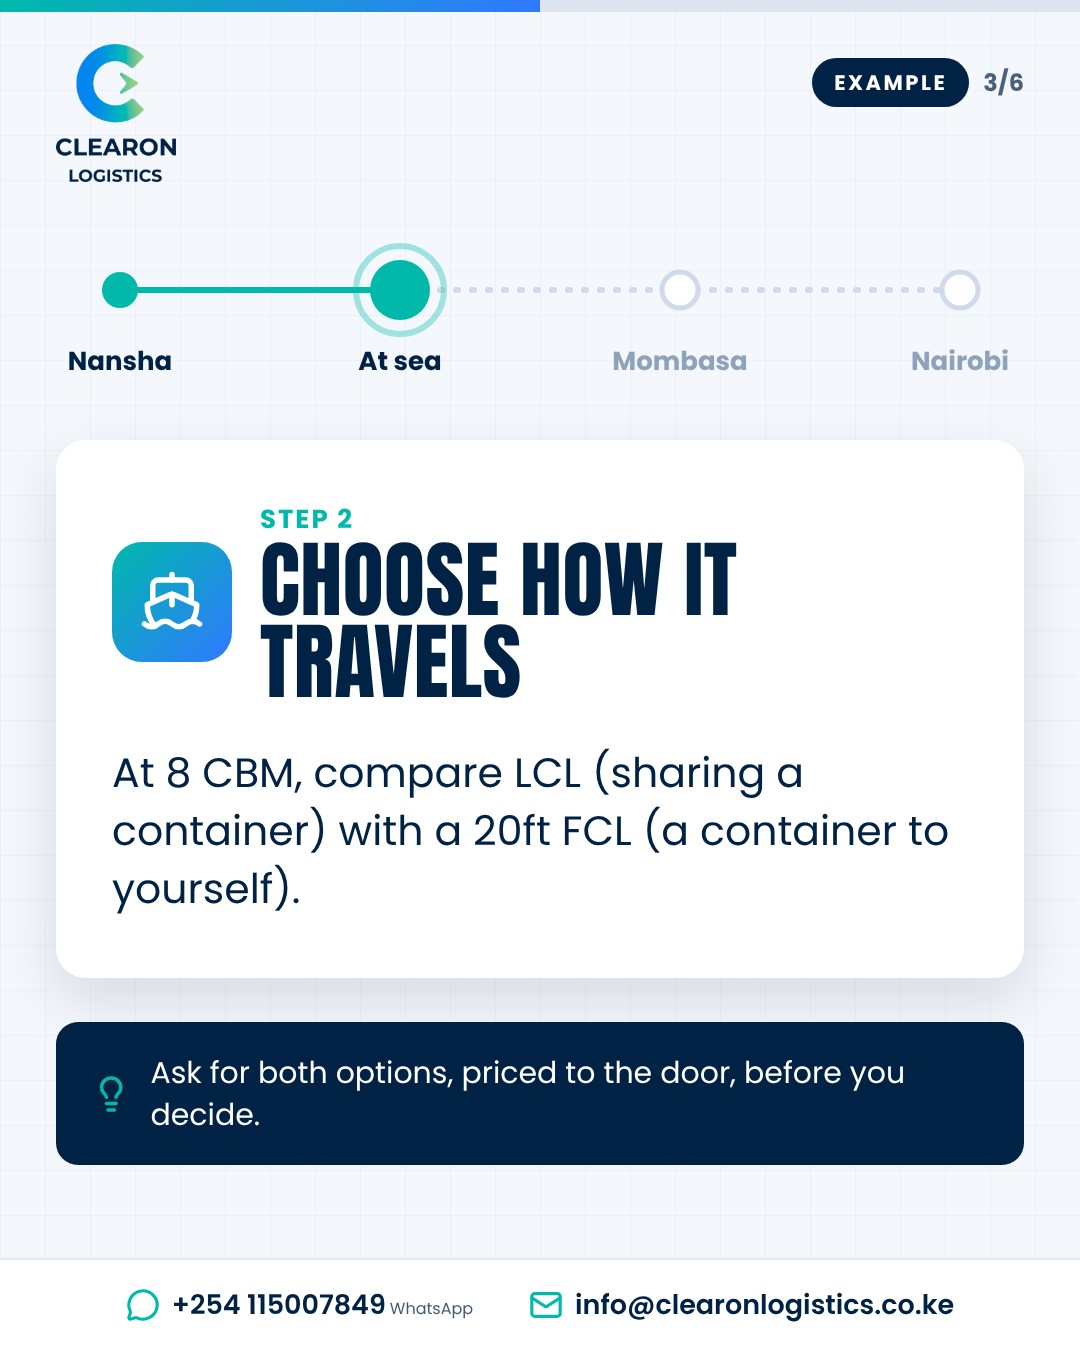 CLEARON
LOGISTICS
EXAMPLE 3/6
Nansha At sea Mombasa Nairobi
STEP 2
CHOOSE HOW IT
TRAVELS
At 8 CBM, compare LCL (sharing a
container) with a 20ft FCL (a container to
yourself).
Ask for both options, priced to the door, before you
decide.
+254 115007849 WhatsApp info@clearonlogistics.co.ke